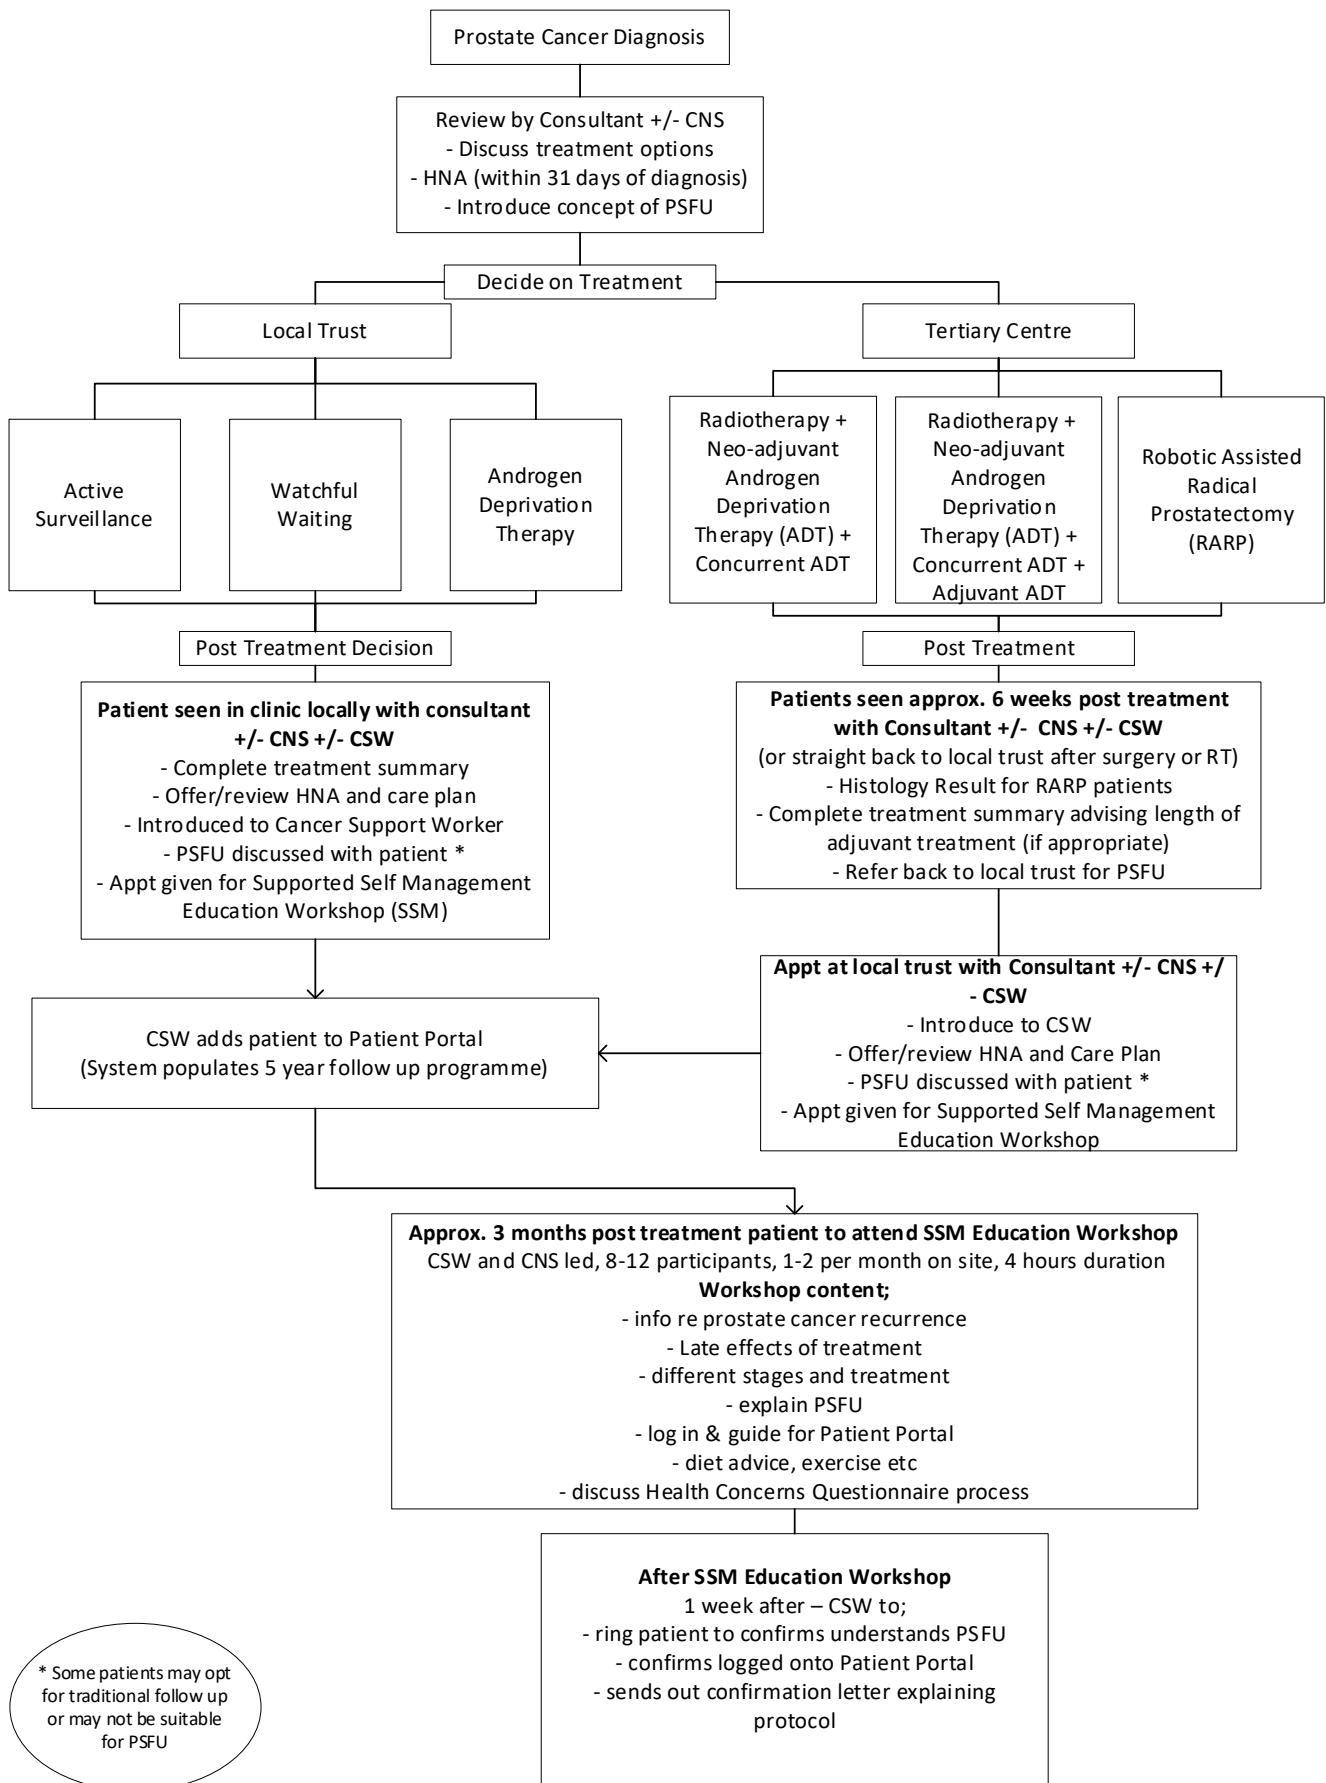 Prostate Cancer Diagnosis
Review by Consultant +/- CNS
- Discuss treatment options
- HNA (within 31 days of diagnosis)
- Introduce concept of PSFU
Decide on Treatment
Local Trust
Tertiary Centre
Active
Surveillance
Watchful
Waiting
Androgen
Deprivation
Therapy
Radiotherapy +
Neo-adjuvant
Androgen
Deprivation
Therapy (ADT) +
Concurrent ADT
Radiotherapy +
Neo-adjuvant
Androgen
Deprivation
Therapy (ADT) +
Concurrent ADT +
Adjuvant ADT
Robotic Assisted
Radical
Prostatectomy
(RARP)
Post Treatment Decision
Post Treatment
Patient seen in clinic locally with consultant
+/- CNS +/- CSW
- Complete treatment summary
- Offer/review HNA and care plan
- Introduced to Cancer Support Worker
- PSFU discussed with patient *
- Appt given for Supported Self Management
Education Workshop (SSM)
Patients seen approx. 6 weeks post treatment
with Consultant +/- CNS +/- CSW
(or straight back to local trust after surgery or RT)
- Histology Result for RARP patients
- Complete treatment summary advising length of
adjuvant treatment (if appropriate)
- Refer back to local trust for PSFU
Appt at local trust with Consultant +/- CNS +/
- CSW
- Introduce to CSW
- Offer/review HNA and Care Plan
- PSFU discussed with patient *
- Appt given for Supported Self Management
Education Workshop
CSW adds patient to Patient Portal
(System populates 5 year follow up programme)
Approx. 3 months post treatment patient to attend SSM Education Workshop
CSW and CNS led, 8-12 participants, 1-2 per month on site, 4 hours duration
Workshop content;
- info re prostate cancer recurrence
- Late effects of treatment
- different stages and treatment
- explain PSFU
- log in & guide for Patient Portal
- diet advice, exercise etc
- discuss Health Concerns Questionnaire process
After SSM Education Workshop
1 week after – CSW to;
- ring patient to confirms understands PSFU
- confirms logged onto Patient Portal
- sends out confirmation letter explaining
protocol
* Some patients may opt
for traditional follow up
or may not be suitable
for PSFU